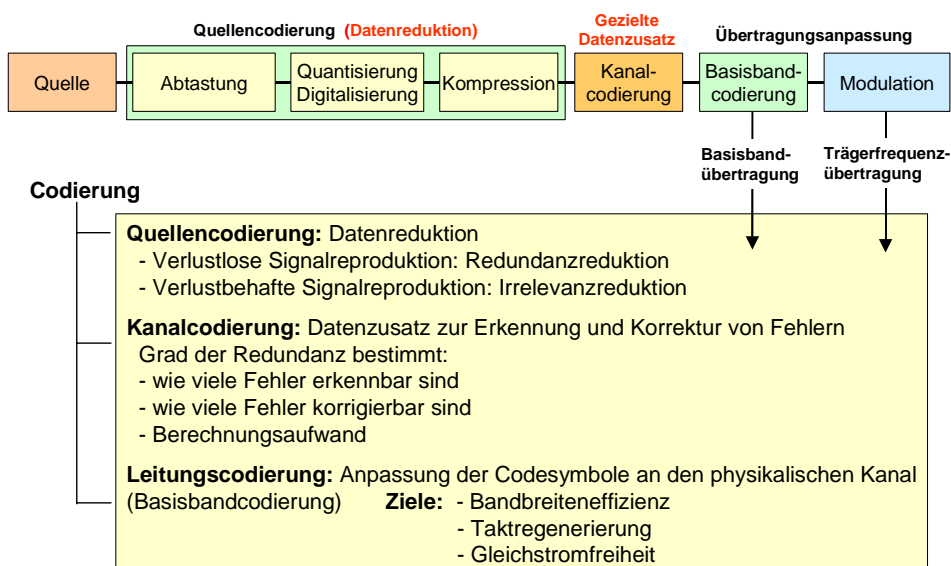 Quellencodierung (Datenreduktion)
Gezielte
Datenzusatz
Übertragungsanpassung
Quelle
Abtastung
Quantisierung
Digitalisierung
Kompression
Kanal-
codierung
Basisband-
codierung
Modulation
Basisband-
übertragung
Trägerfrequenz-
übertragung
Codierung
Quellencodierung: Datenreduktion
- Verlustlose Signalreproduktion: Redundanzreduktion
- Verlustbehafte Signalreproduktion: Irrelevanzreduktion
Kanalcodierung: Datenzusatz zur Erkennung und Korrektur von Fehlern
Grad der Redundanz bestimmt:
- wie viele Fehler erkennbar sind
- wie viele Fehler korrigierbar sind
- Berechnungsaufwand
Leitungscodierung: Anpassung der Codesymbole an den physikalischen Kanal
(Basisbandcodierung) Ziele: - Bandbreiteneffizienz
- Taktregenerierung
- Gleichstromfreiheit